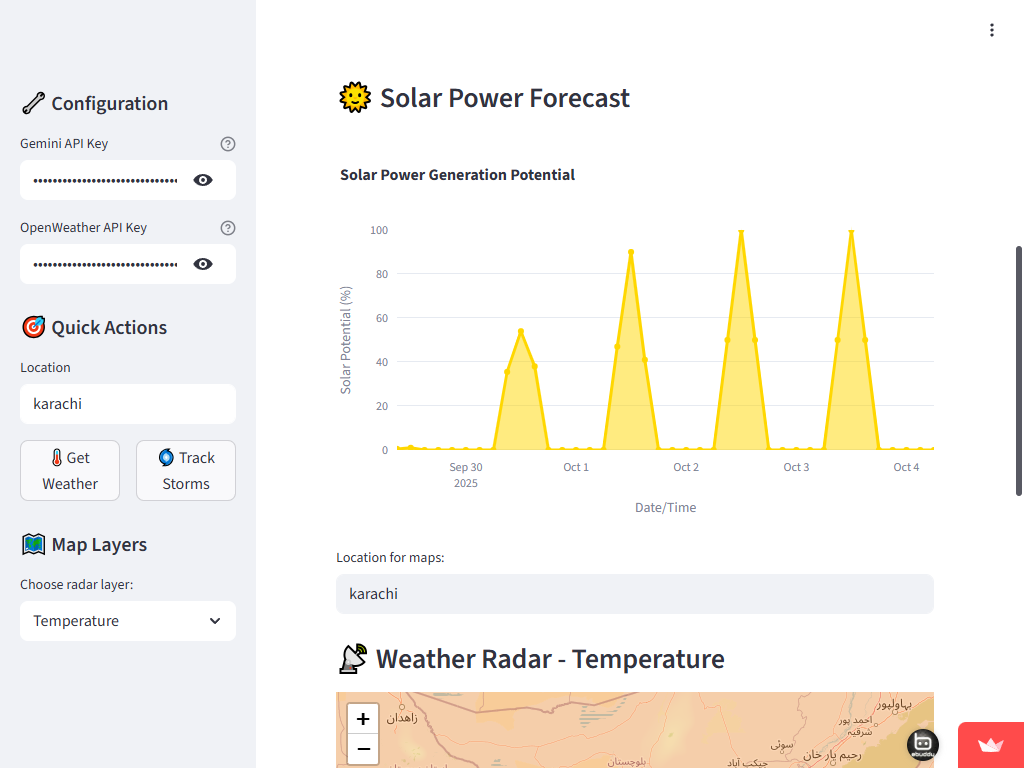 Configuration
Gemini API Key
••••••••••••••••••••••••••••••
OpenWeather API Key
••••••••••••••••••••••••••••••
Quick Actions
Location
karachi
Get Weather
Track Storms
Map Layers
Choose radar layer:
Temperature
Solar Power Forecast
Solar Power Generation Potential
Solar Potential (%)
100
80
60
40
20
0
Sep 30
2025
Oct 1
Oct 2
Oct 3
Oct 4
Date/Time
Location for maps:
karachi
Weather Radar - Temperature
+
−
زاهدان
بهاولپور
احمد پور
شرقیہ
سوئی
رحیم یار خان
جیکب آباد
بلوچستان